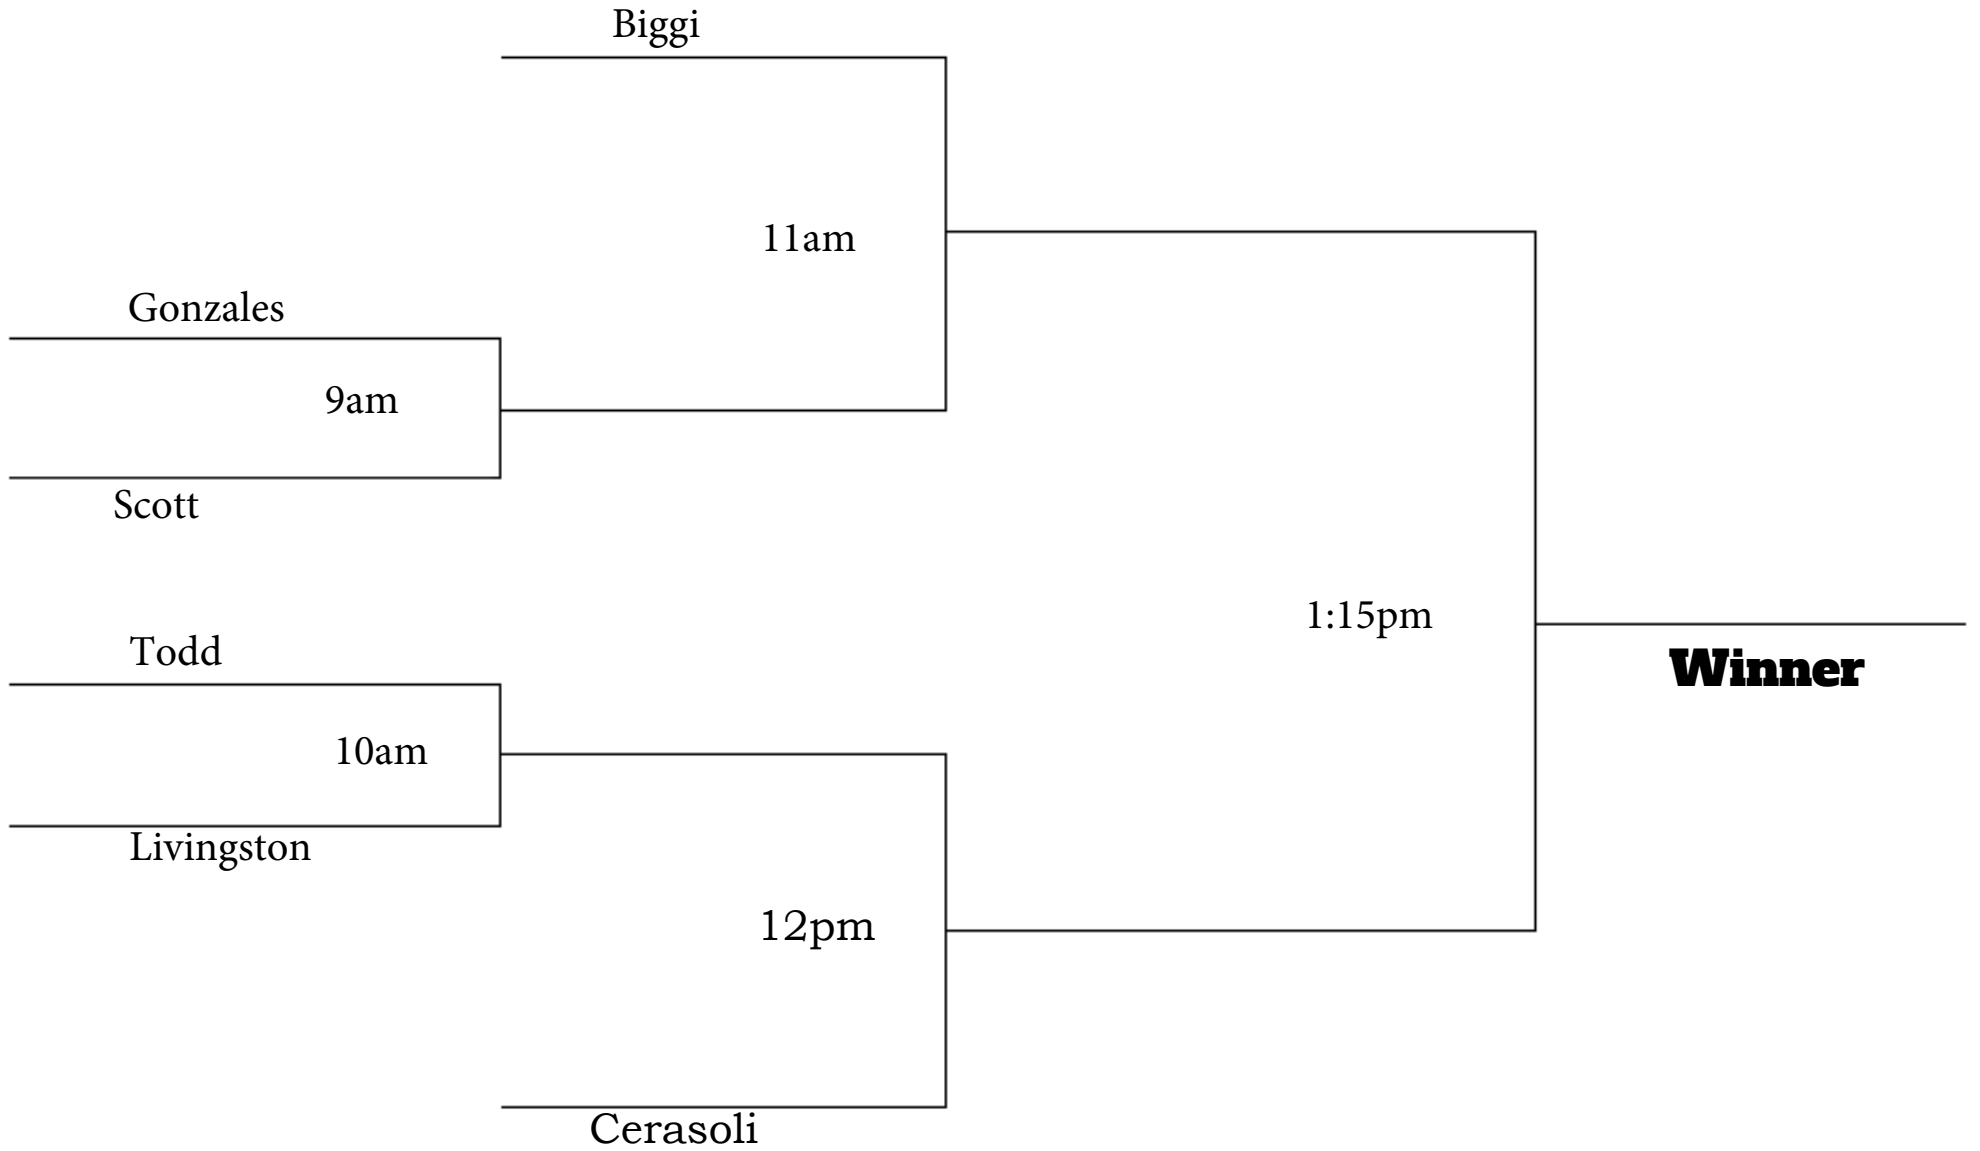 Biggi
11am
Gonzales
9am
Scott
Todd
1:15pm
Winner
10am
Livingston
12pm
Cerasoli